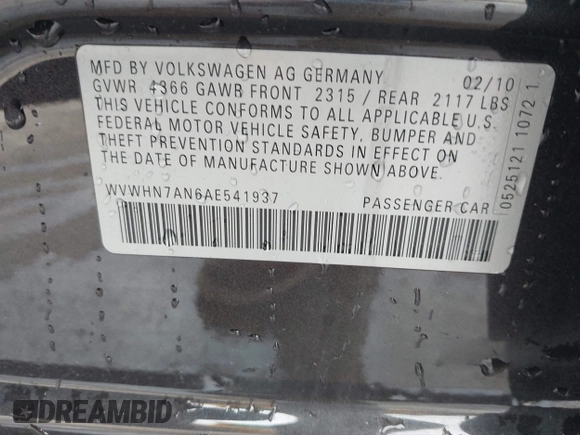 MFD BY VOLKSWAGEN AG GERMANY 02/10
GVWR 4366 GAWR FRONT 2315 / REAR 2117 LBS
THIS VEHICLE CONFORMS TO ALL APPLICABLE U.S
FEDERAL MOTOR VEHICLE SAFETY, BUMPER AND
THEFT PREVENTION STANDARDS IN EFFECT ON
THE DATE OF MANUFACTURE SHOWN ABOVE.
WVWHN7AN6AE541937 PASSENGER CAR
0525121 1072 1
DREAMBID